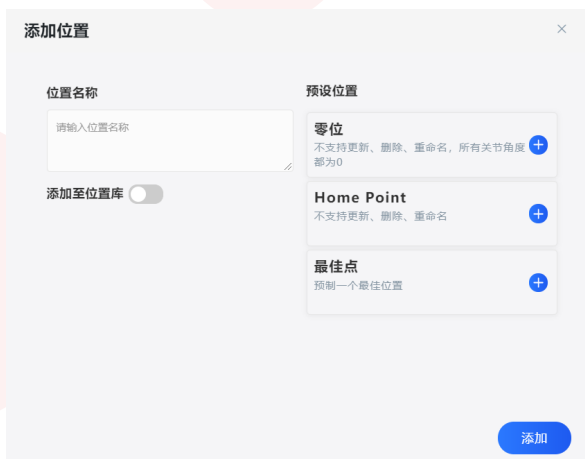 添加位置
位置名称
请输入位置名称
添加至位置库
预设位置
零位
不支持更新、删除、重命名，所有关节角度
都为0
Home Point
不支持更新、删除、重命名
最佳点
预制一个最佳位置
添加